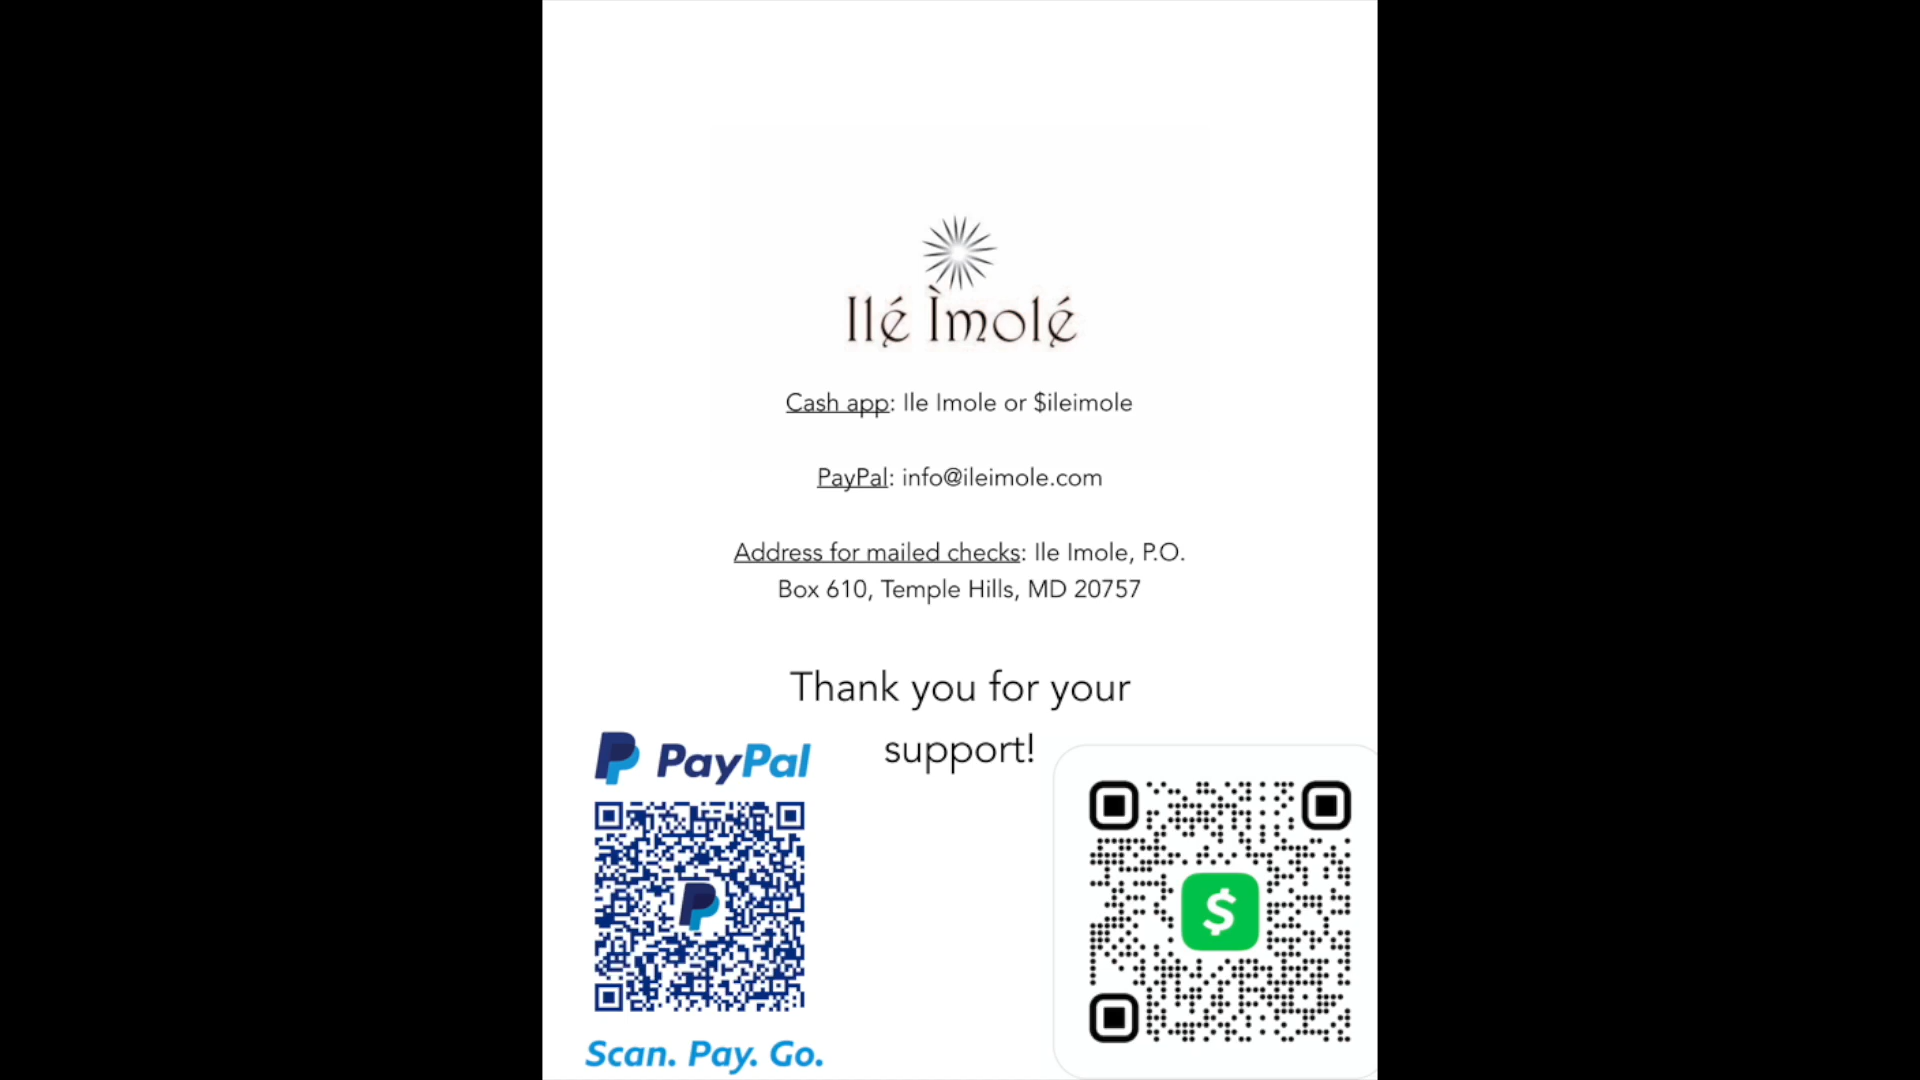 Ilé Ìmolé
Cash app: Ile Imole or $ileimole
PayPal: info@ileimole.com
Address for mailed checks: Ile Imole, P.O.
Box 610, Temple Hills, MD 20757
Thank you for your
support!
PayPal
Scan. Pay. Go.
$